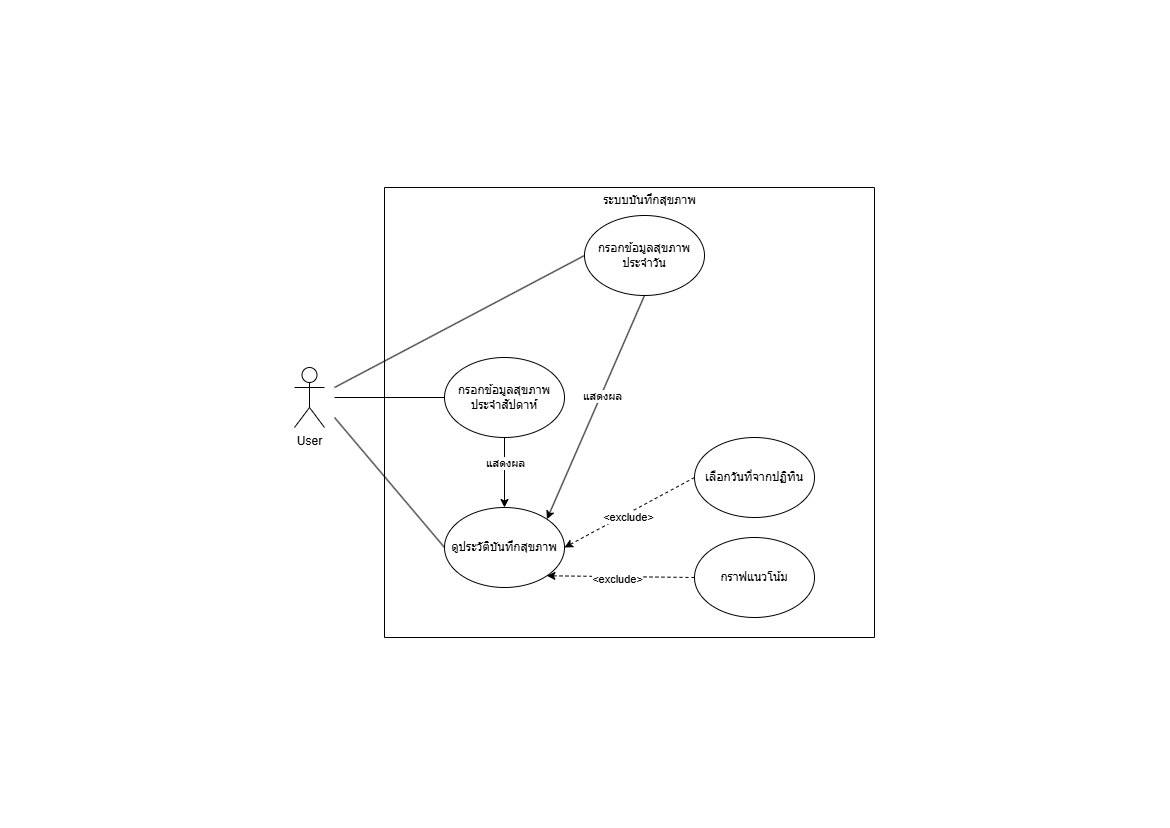 ระบบบันทึกสุขภาพ
กรอกข้อมูลสุขภาพ
ประจำวัน
กรอกข้อมูลสุขภาพ
ประจำสัปดาห์
แสดงผล
User
แสดงผล
เลือกวันที่จากปฏิทิน
<exclude>
ดูประวัติบันทึกสุขภาพ
<exclude>
กราฟแนวโน้ม